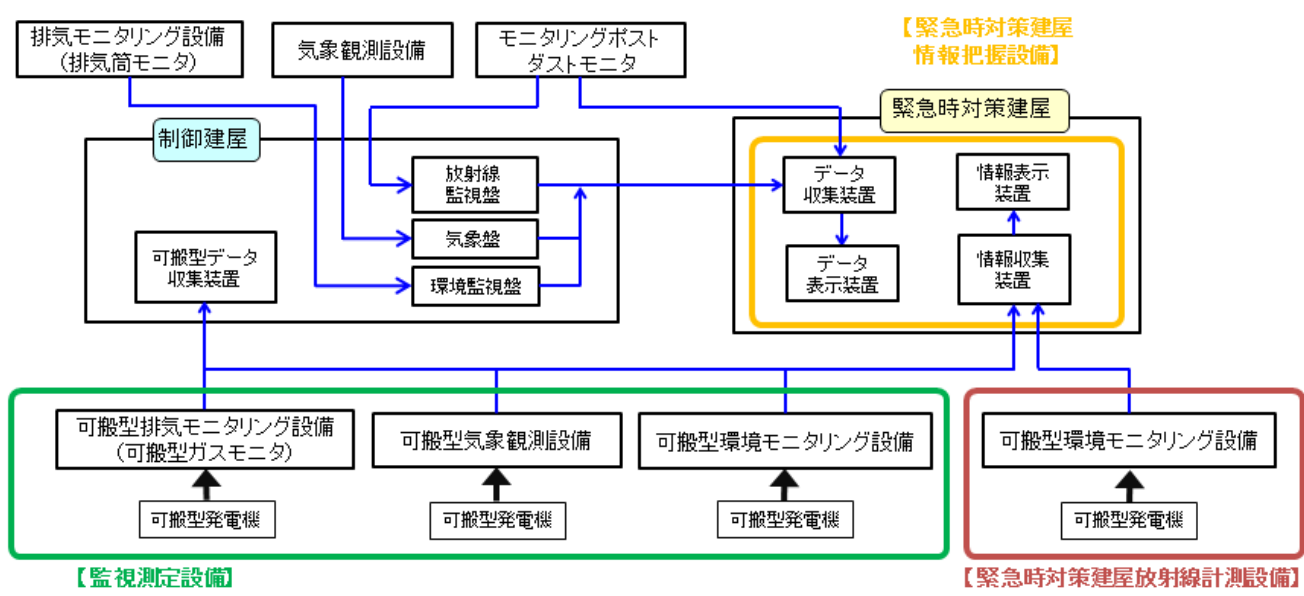 排気モニタリング設備
(排気筒モニタ)
気象観測設備
モニタリングポスト
ダストモニタ
【緊急時対策建屋
情報把握設備】
制御建屋
緊急時対策建屋
放射線
監視盤
気象盤
環境監視盤
可搬型データ
収集装置
データ
収集装置
データ
表示装置
情報表示
装置
情報収集
装置
可搬型排気モニタリング設備
(可搬型ガスモニタ)
可搬型気象観測設備
可搬型環境モニタリング設備
可搬型環境モニタリング設備
可搬型発電機
可搬型発電機
可搬型発電機
可搬型発電機
【監視測定設備】
【緊急時対策建屋放射線計測設備】